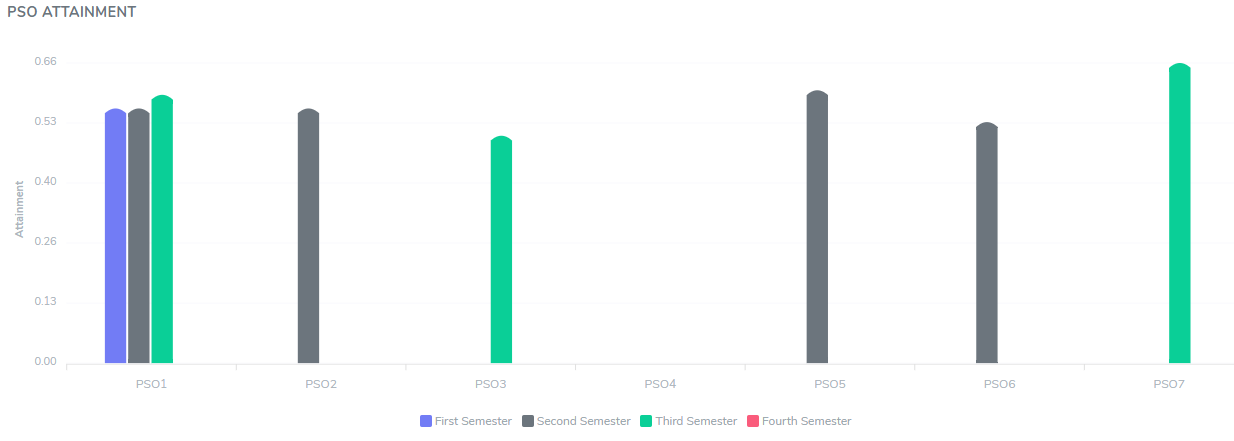 PSO ATTAINMENT
0.66
0.53
0.40
0.26
0.13
0.00
Attainment
PSO1 PSO2 PSO3 PSO4 PSO5 PSO6 PSO7
First Semester Second Semester Third Semester Fourth Semester